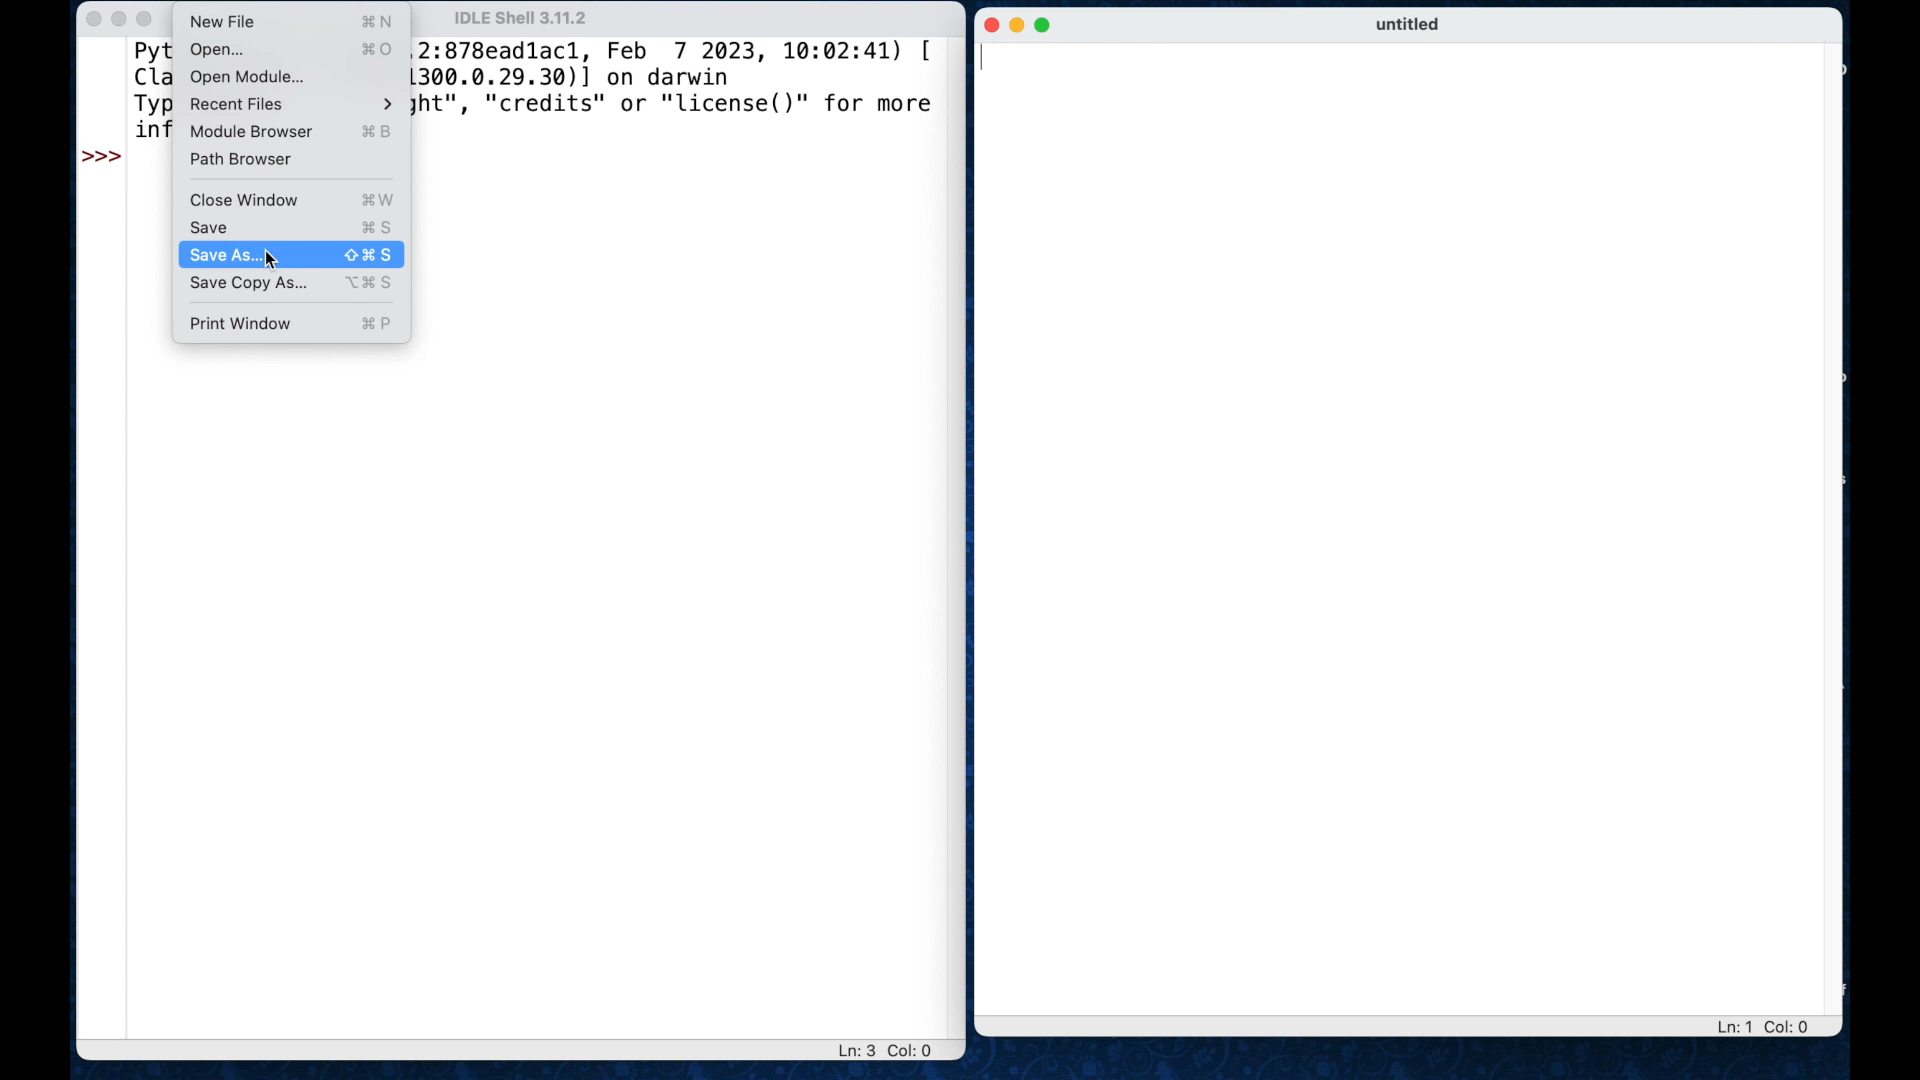 IDLE Shell 3.11.2
Pyt .2:878ead1ac1, Feb 7 2023, 10:02:41) [
Cla 1300.0.29.30)] on darwin
Typ ght", "credits" or "license()" for more
inf
>>>
New File ⌘ N
Open... ⌘ O
Open Module...
Recent Files >
Module Browser ⌘ B
Path Browser
Close Window ⌘ W
Save ⌘ S
Save As... ⇧ ⌘ S
Save Copy As... ⌥ ⌘ S
Print Window ⌘ P
Ln: 3 Col: 0
untitled
Ln: 1 Col: 0